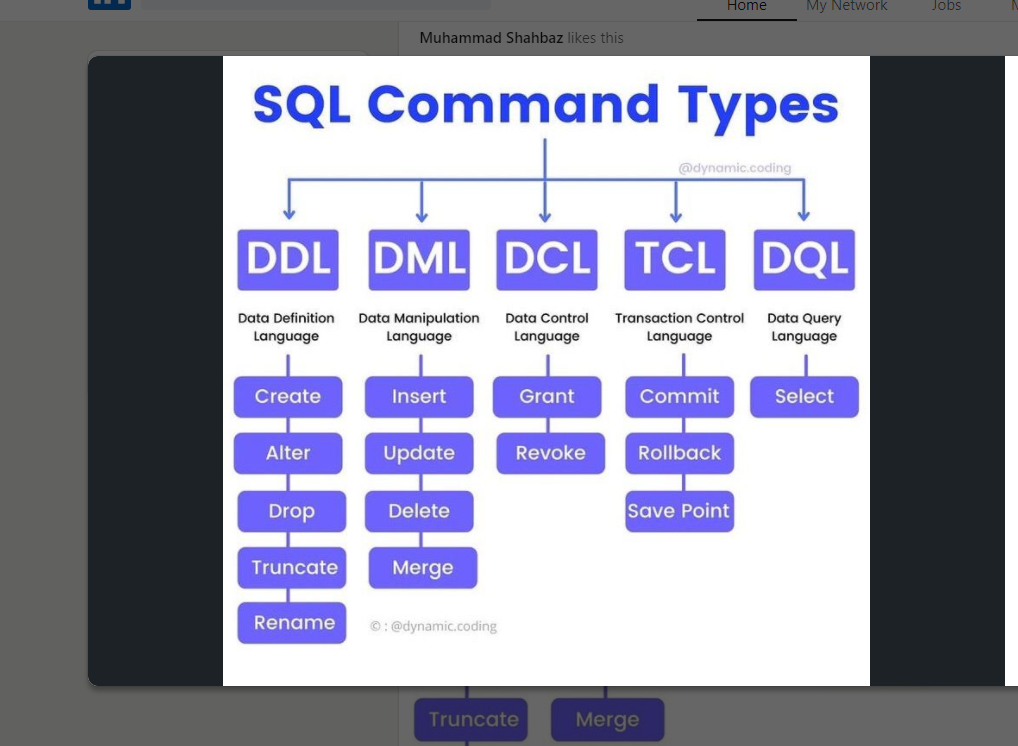 Home
My Network
Jobs
Muhammad Shahbaz likes this
SQL Command Types
@dynamic.coding
DDL
DML
DCL
TCL
DQL
Data Definition
Language
Data Manipulation
Language
Data Control
Language
Transaction Control
Language
Data Query
Language
Create
Insert
Grant
Commit
Select
Alter
Update
Revoke
Rollback
Drop
Delete
Save Point
Truncate
Merge
Rename
© : @dynamic.coding
Truncate
Merge